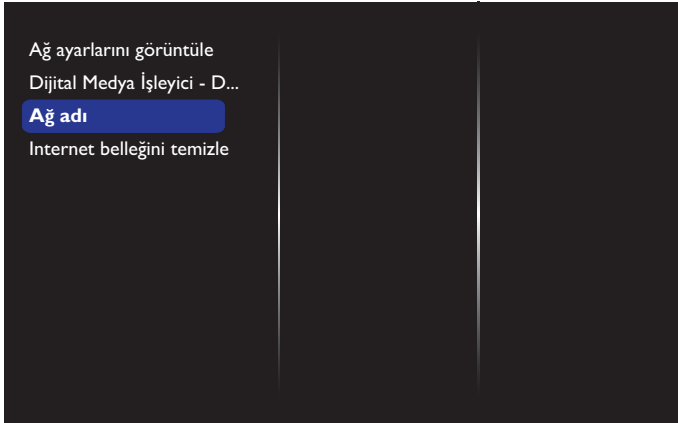 Ağ ayarlarını görüntüle
Dijital Medya İşleyici - D...
Ağ adı
Internet belleğini temizle